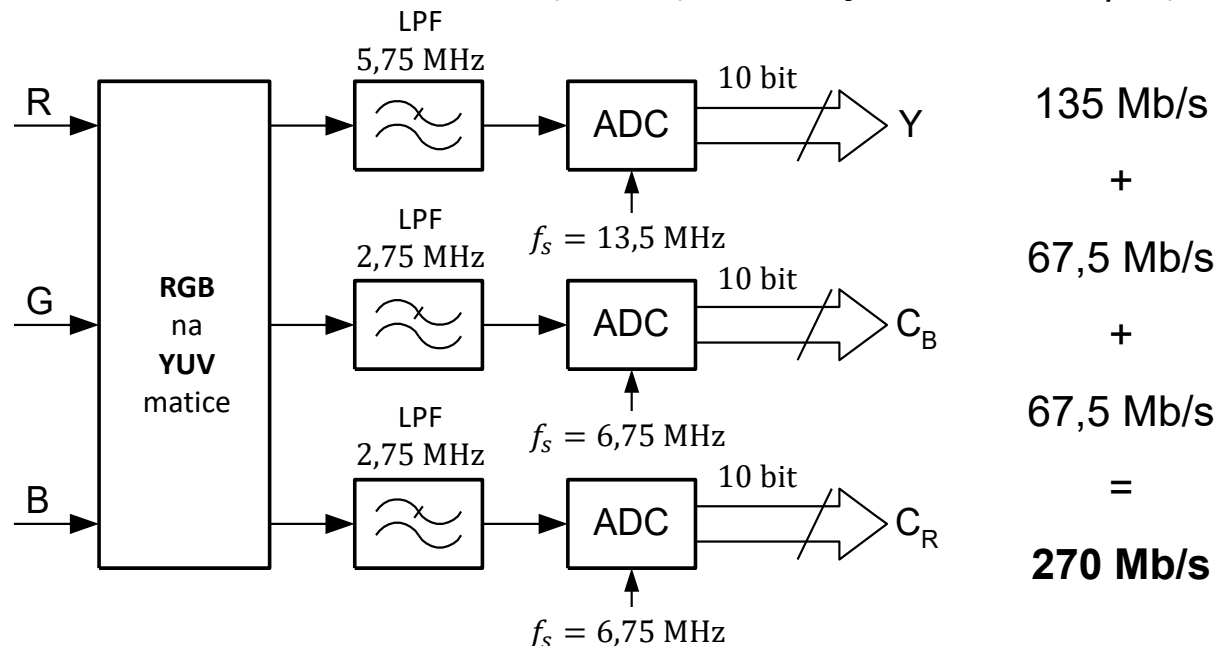 LPF
5,75 MHz
R
ADC
10 bit
Y
135 Mb/s
+
f_s = 13,5 MHz
LPF
2,75 MHz
G
RGB
na
YUV
matice
ADC
10 bit
C_B
67,5 Mb/s
+
f_s = 6,75 MHz
LPF
2,75 MHz
67,5 Mb/s
B
ADC
10 bit
C_R
=
270 Mb/s
f_s = 6,75 MHz